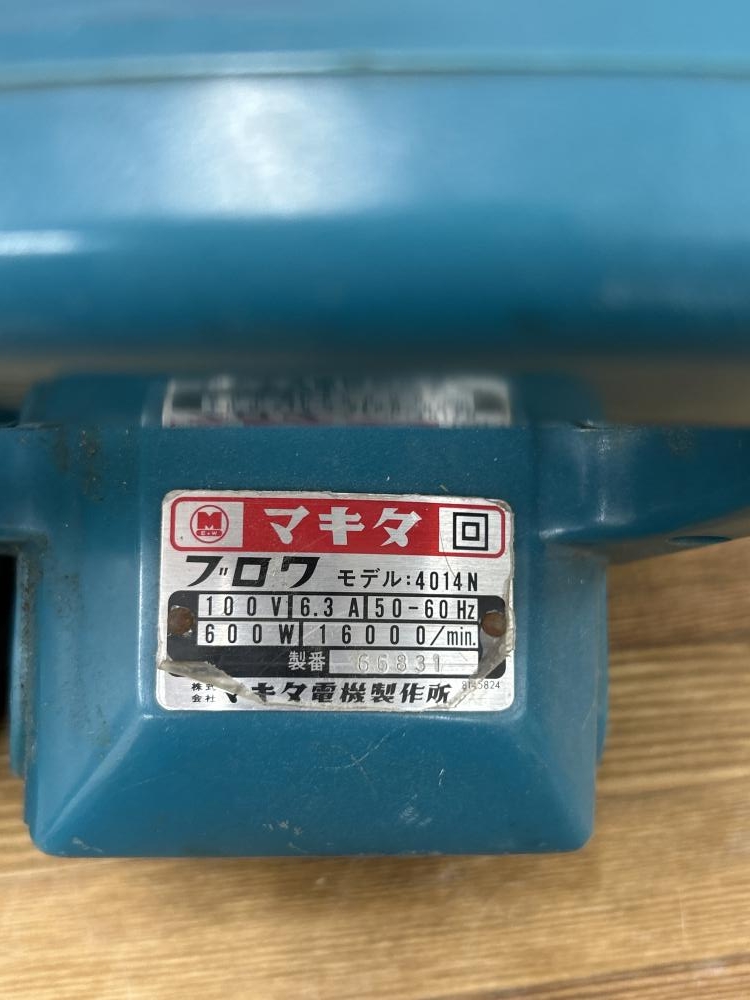 M
E&W
マキタ
ブロワ モデル:4014N
100V 6.3A 50-60Hz
600W 16000/min.
製番 66831
株式会社 マキタ電機製作所 8145824